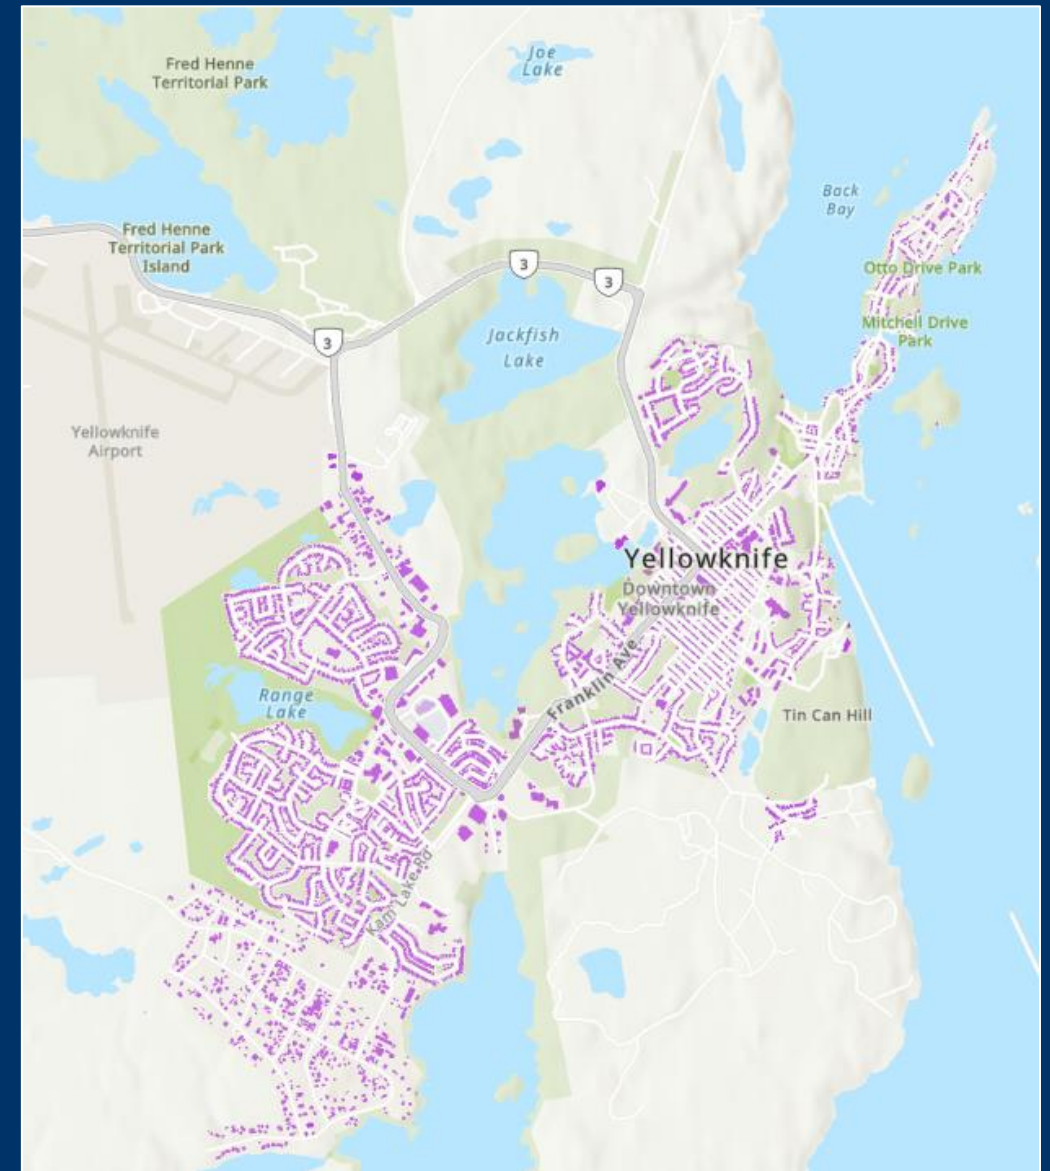 Joe
Lake
Fred Henne
Territorial Park
Back
Bay
Fred Henne
Territorial Park
Island
3
3
Otto Drive Park
Mitchell Drive
Park
3
Jackfish
Lake
Yellowknife
Airport
Yellowknife
Downtown
Yellowknife
Franklin Ave
Range
Lake
Tin Can Hill
Kam Lake Rd